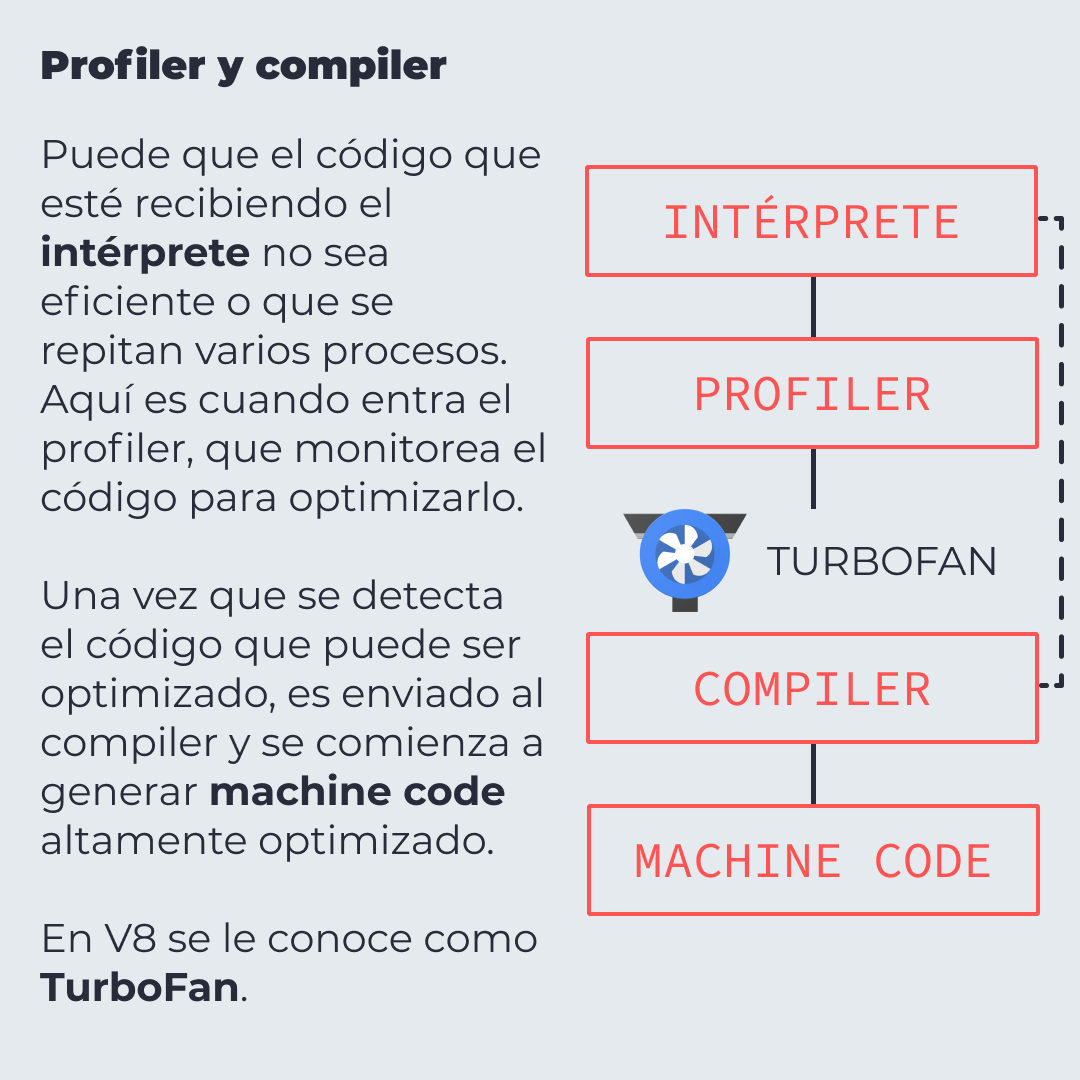 Profiler y compiler
Puede que el código que
esté recibiendo el
intérprete no sea
eficiente o que se
repitan varios procesos.
Aquí es cuando entra el
profiler, que monitorea el
código para optimizarlo.
Una vez que se detecta
el código que puede ser
optimizado, es enviado al
compiler y se comienza a
generar machine code
altamente optimizado.
En V8 se le conoce como
TurboFan.
INTÉRPRETE
PROFILER
TURBOFAN
COMPILER
MACHINE CODE